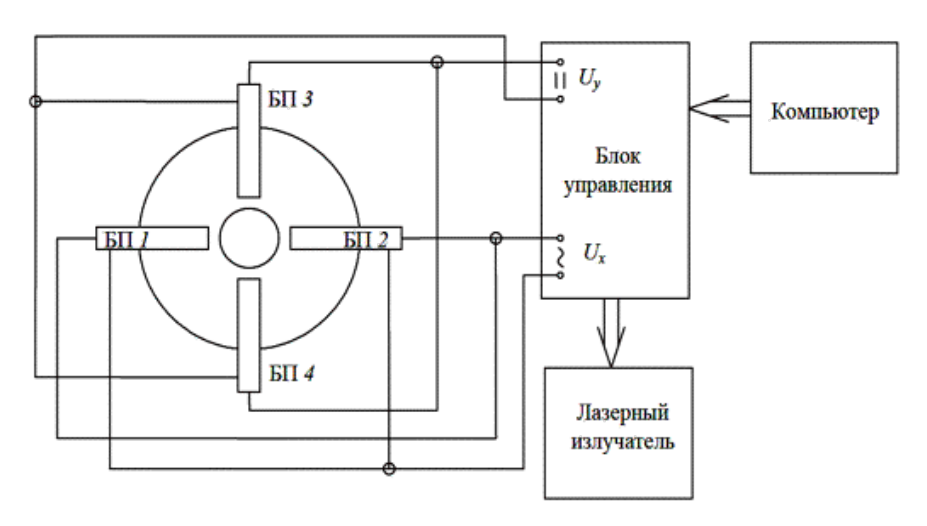 БП 3
U_y
Компьютер
Блок
управления
БП 1
БП 2
U_x
БП 4
Лазерный
излучатель